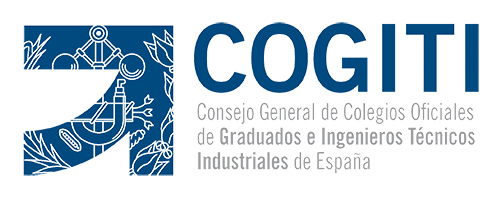 COGITI
Consejo General de Colegios Oficiales
de Graduados e Ingenieros Técnicos
Industriales de España